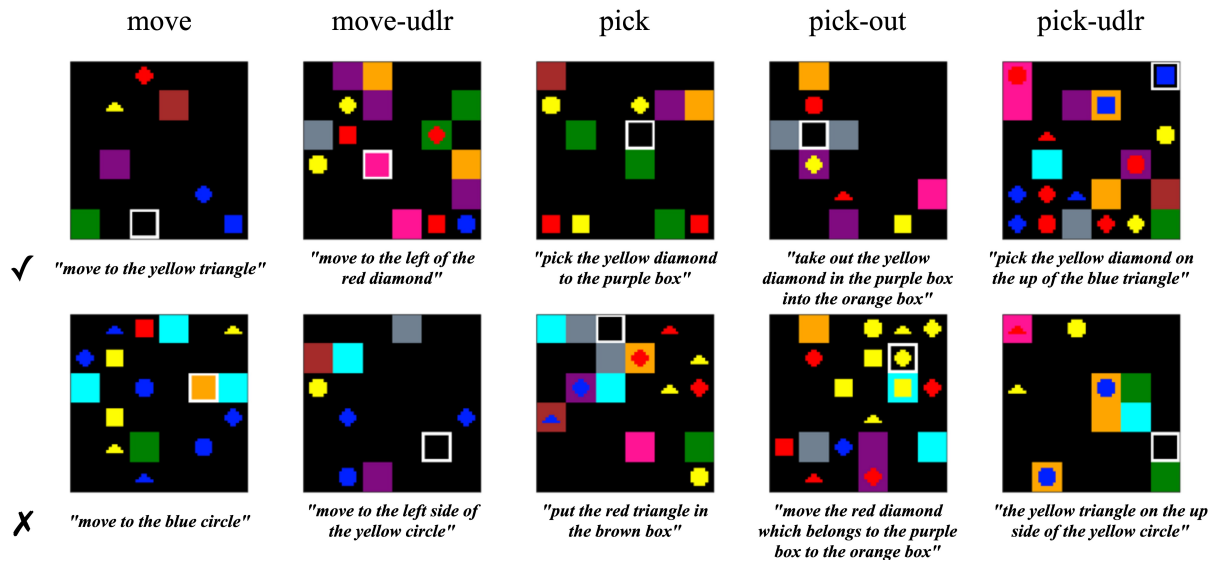 move move-udlr pick pick-out pick-udlr
✓
"move to the yellow triangle"
"move to the left of the
red diamond"
"pick the yellow diamond
to the purple box"
"take out the yellow
diamond in the purple box
into the orange box"
"pick the yellow diamond on
the up of the blue triangle"
✗
"move to the blue circle"
"move to the left side of
the yellow circle"
"put the red triangle in
the brown box"
"move the red diamond
which belongs to the purple
box to the orange box"
"the yellow triangle on the up
side of the yellow circle"